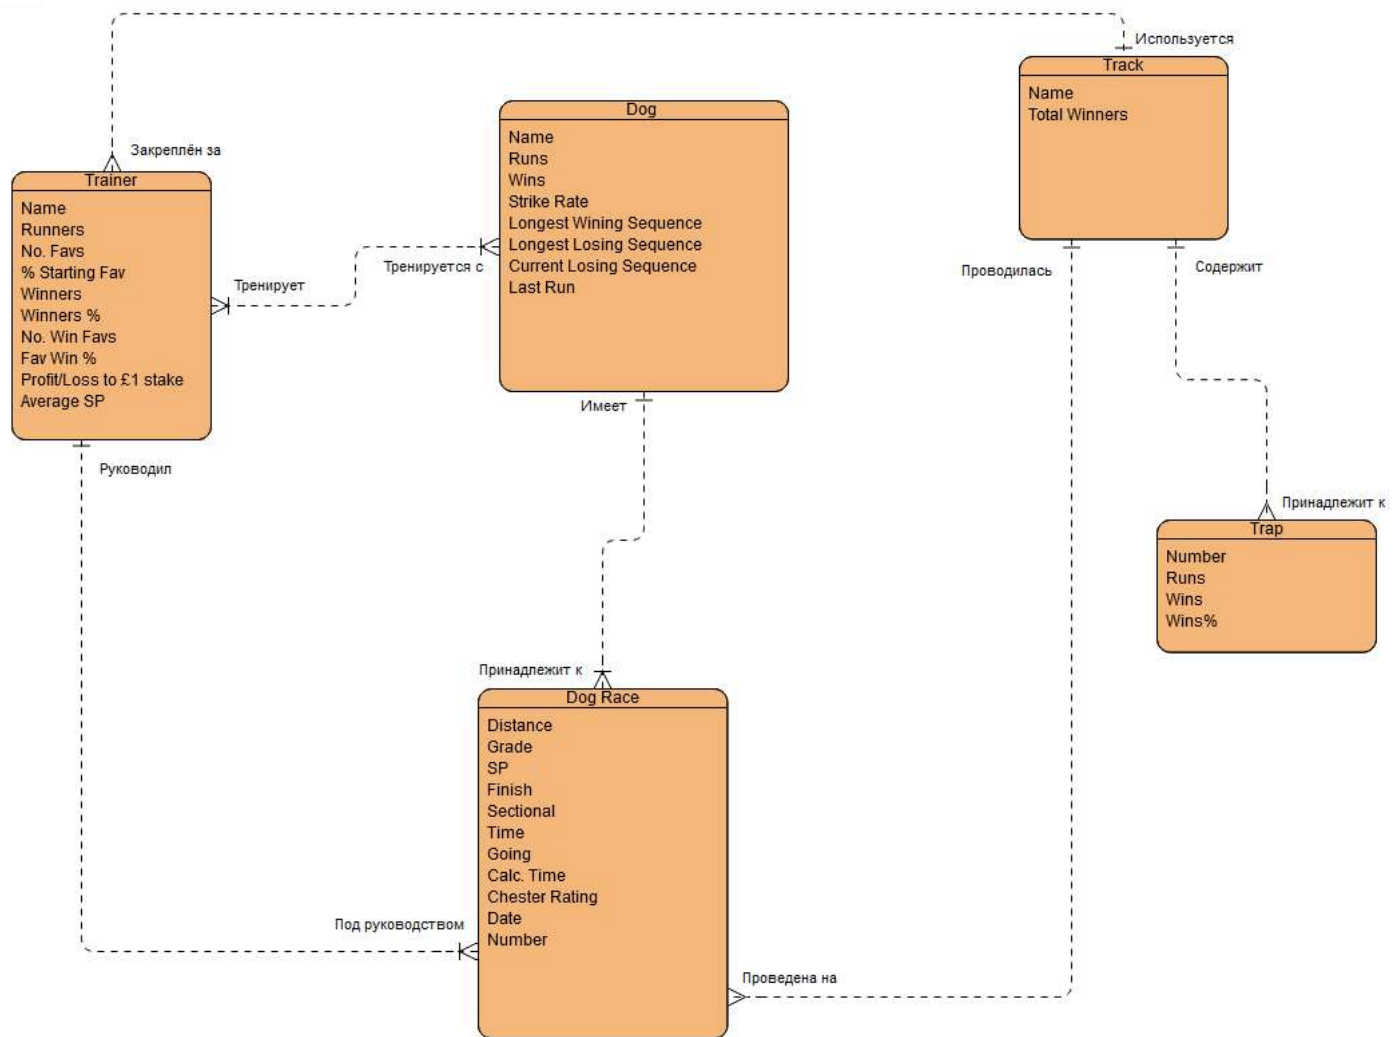 Используется
Track
Name
Total Winners
Dog
Name
Runs
Wins
Strike Rate
Longest Wining Sequence
Longest Losing Sequence
Current Losing Sequence
Last Run
Закреплён за
Trainer
Name
Runners
No. Favs
% Starting Fav
Winners
Winners %
No. Win Favs
Fav Win %
Profit/Loss to £1 stake
Average SP
Тренируется с
Тренирует
Проводилась
Содержит
Имеет
Руководил
Принадлежит к
Trap
Number
Runs
Wins
Wins%
Принадлежит к
Dog Race
Distance
Grade
SP
Finish
Sectional
Time
Going
Calc. Time
Chester Rating
Date
Number
Под руководством
Проведена на